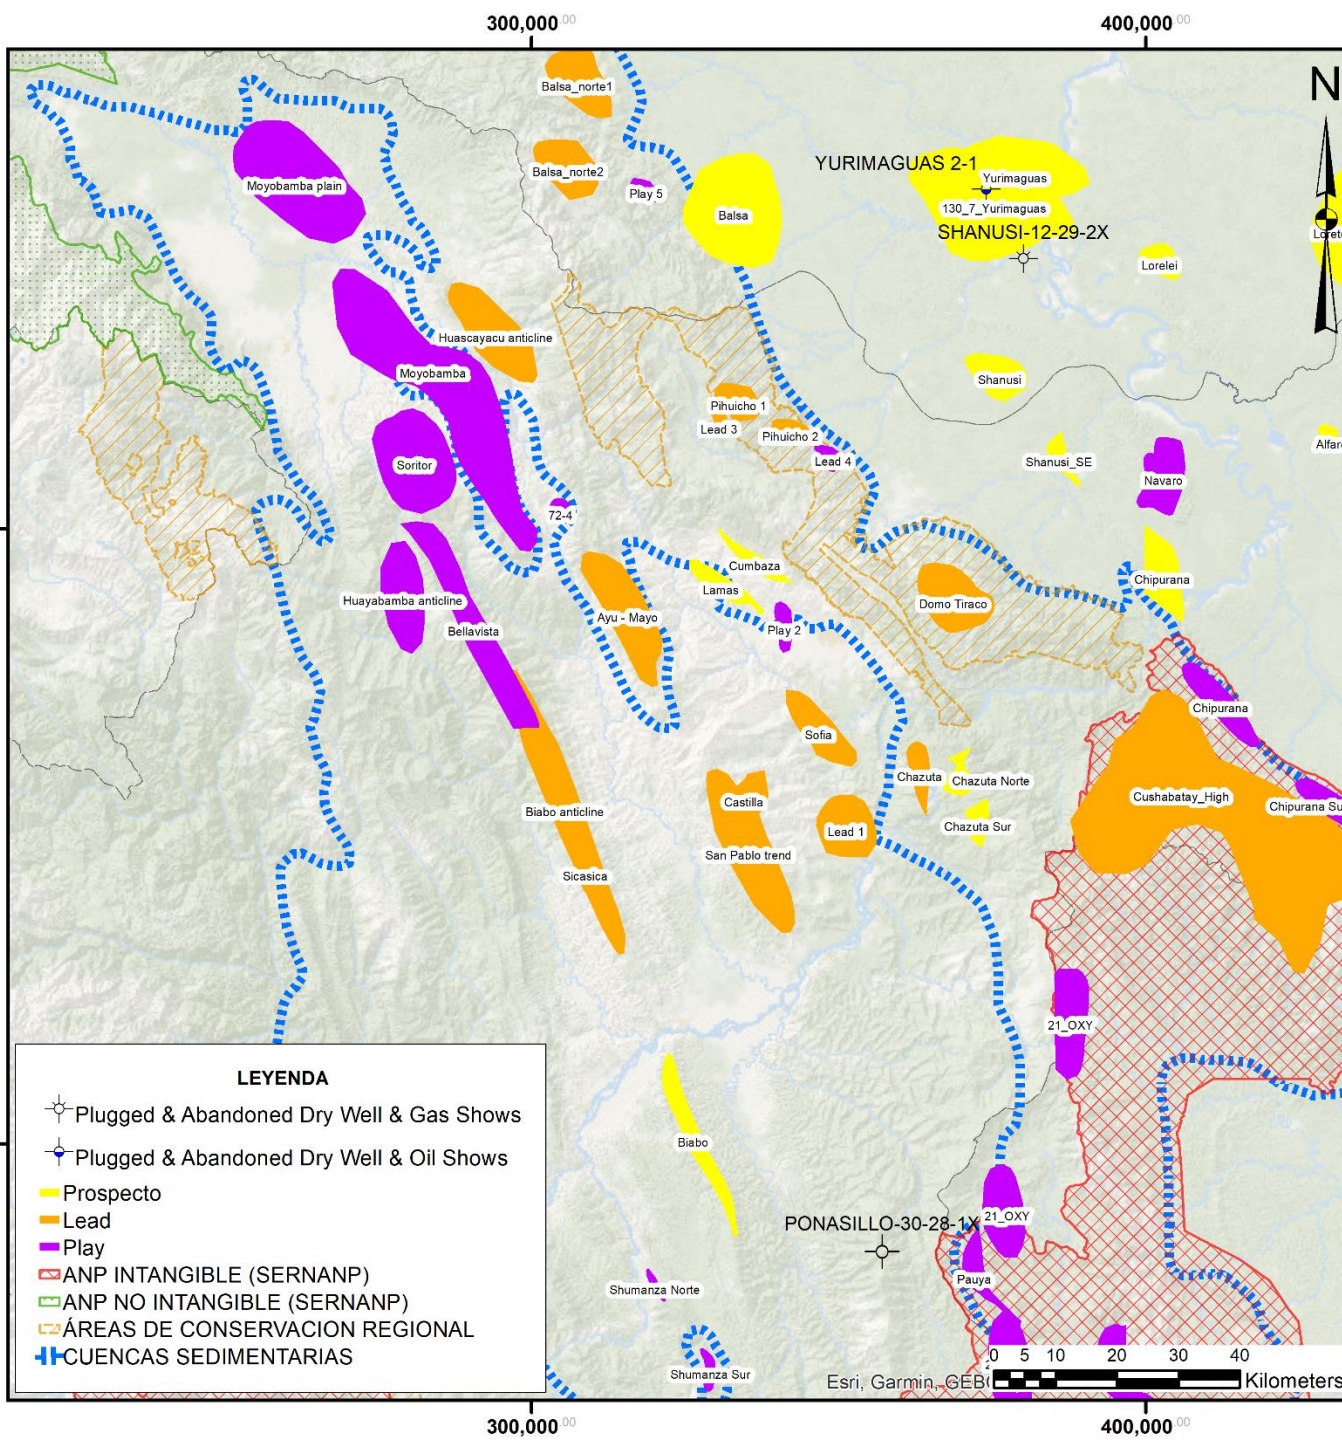 300,000.00
400,000.00
N
Balsa_norte1
Balsa_norte2
Play 5
Moyobamba plain
Balsa
YURIMAGUAS 2-1
Yurimaguas
130_7_Yurimaguas
SHANUSI-12-29-2X
Lorelei
Huascayacu anticline
Moyobamba
Shanusi
Pihuicho 1
Lead 3
Pihuicho 2
Lead 4
Shanusi_SE
Navaro
Soritor
72-4
Cumbaza
Lamas
Chipurana
Huayabamba anticline
Bellavista
Ayu - Mayo
Play 2
Domo Tiraco
Chipurana
Sofia
Chazuta
Chazuta Norte
Cushabatay_High
Chipurana Su
Castilla
Biabo anticline
Lead 1
Chazuta Sur
San Pablo trend
Sicasica
21_OXY
Biabo
PONASILLO-30-28-1X
21_OXY
Pauya
Shumanza Norte
Shumanza Sur
LEYENDA
Plugged & Abandoned Dry Well & Gas Shows
Plugged & Abandoned Dry Well & Oil Shows
Prospecto
Lead
Play
ANP INTANGIBLE (SERNANP)
ANP NO INTANGIBLE (SERNANP)
ÁREAS DE CONSERVACION REGIONAL
CUENCAS SEDIMENTARIAS
0 5 10 20 30 40
Kilometers
Esri, Garmin, GEB
300,000.00
400,000.00